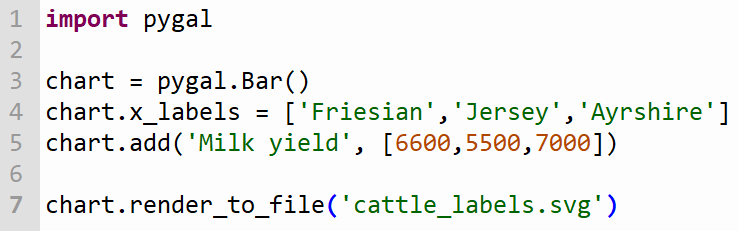 1 import pygal
2
3 chart = pygal.Bar()
4 chart.x_labels = ['Friesian','Jersey','Ayrshire']
5 chart.add('Milk yield', [6600,5500,7000])
6
7 chart.render_to_file('cattle_labels.svg')